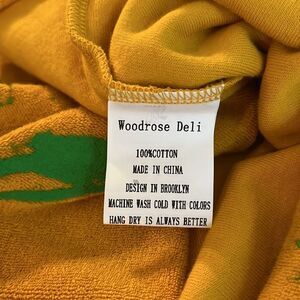 Woodrose Deli
100%COTTON
MADE IN CHINA
DESIGN IN BROOKLYN
MACHINE WASH COLD WITH COLORS
HANG DRY IS ALWAYS BETTER